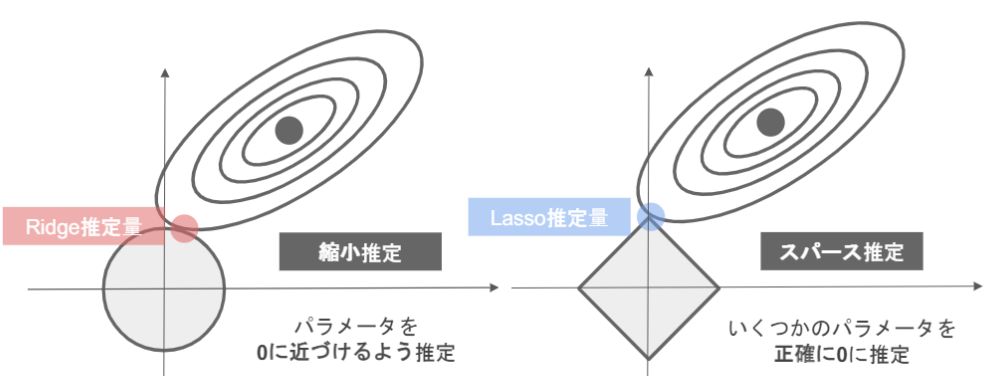 Ridge推定量
縮小推定
パラメータを
0に近づけるよう推定
Lasso推定量
スパース推定
いくつかのパラメータを
正確に0に推定